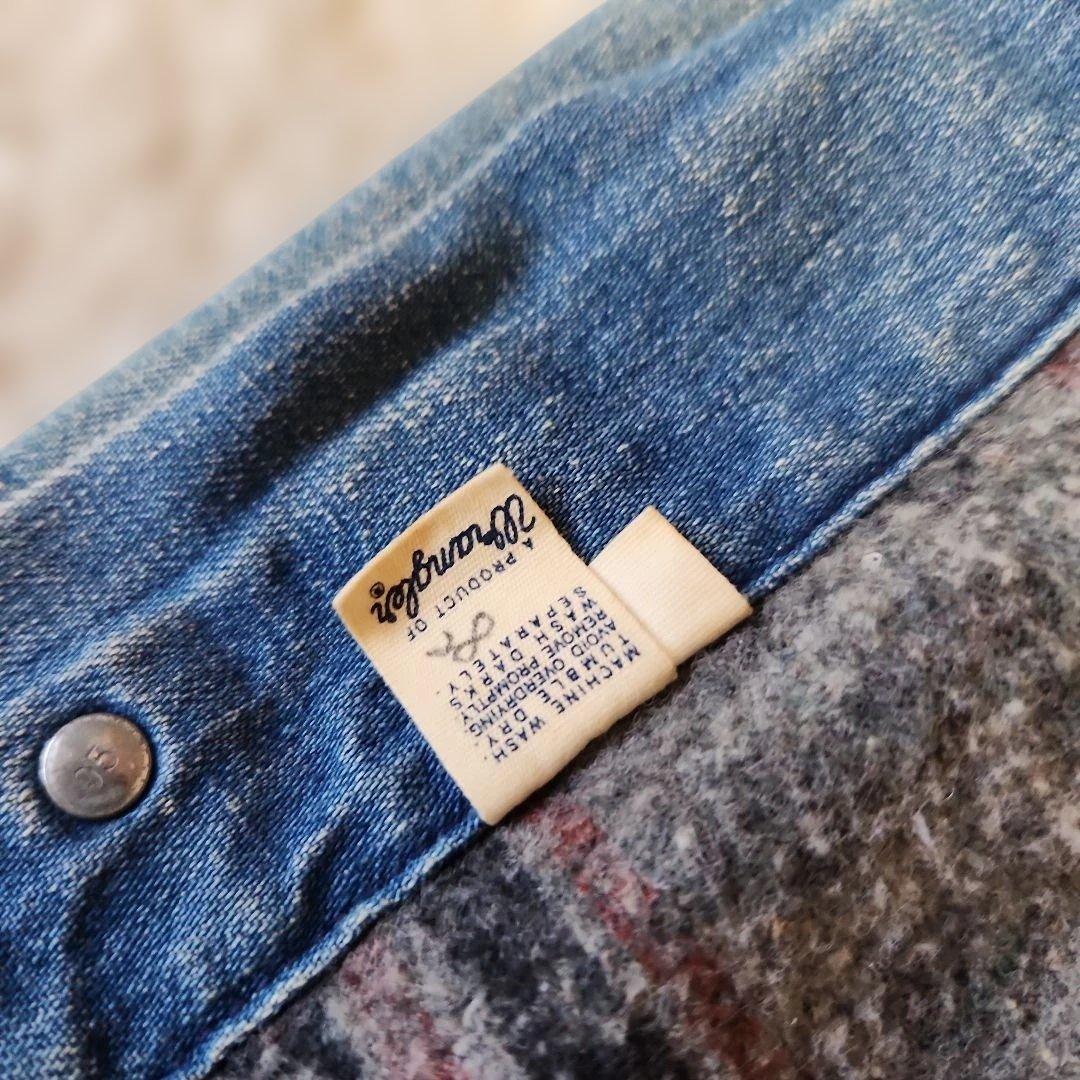 MACHINE WASH.
TUMBLE DRY.
AVOID OVERDRYING.
REMOVE PROMPTLY.
WASH DARKS
SEPARATELY.
A PRODUCT OF
Wrangler®